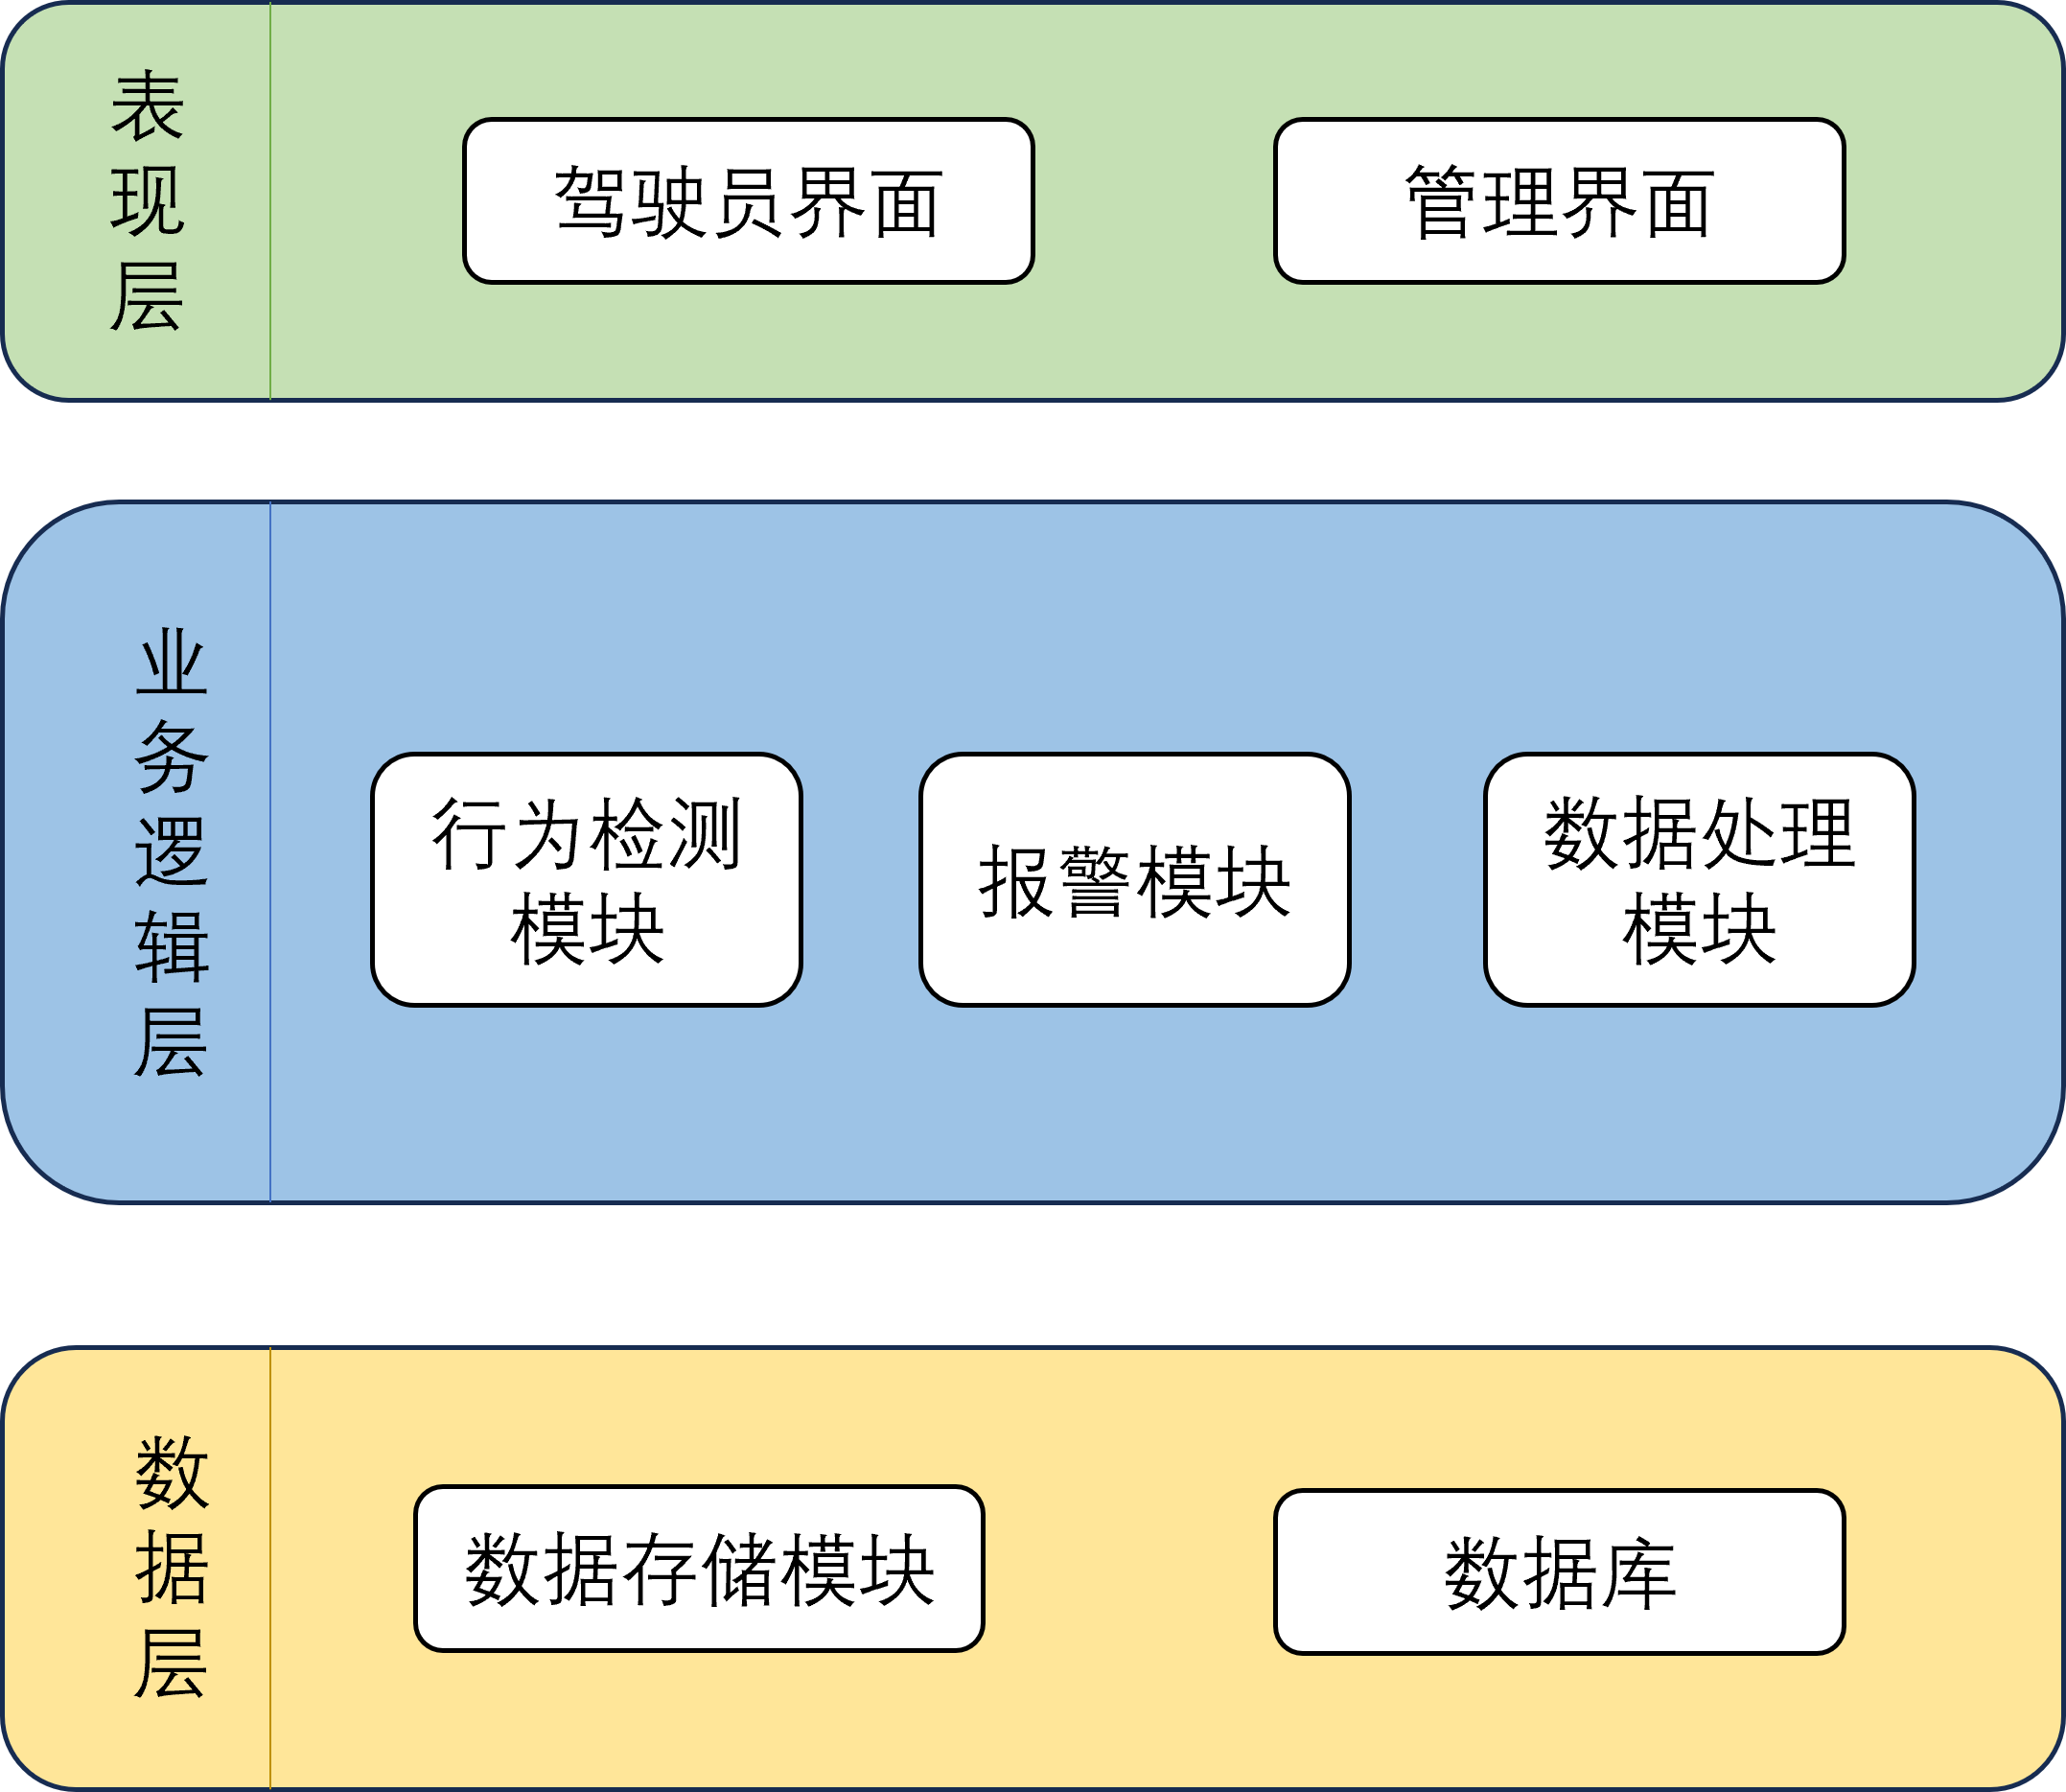 表现层
驾驶员界面
管理界面
业务逻辑层
行为检测
模块
报警模块
数据处理
模块
数据层
数据存储模块
数据库